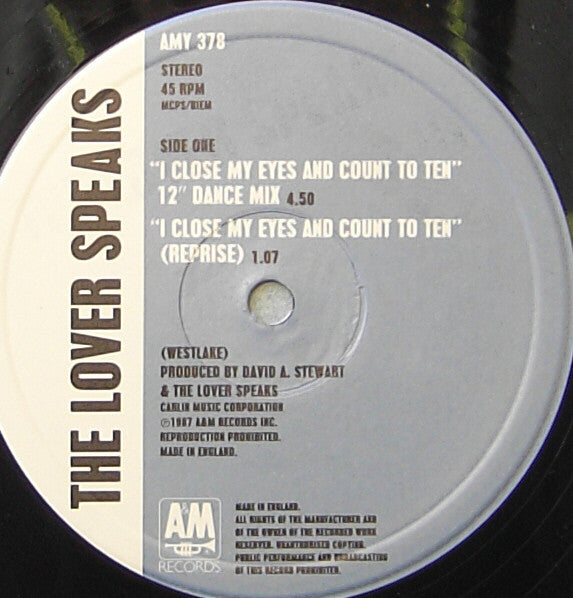 THE LOVER SPEAKS
AMY 378
STEREO
45 RPM
MCPS/BIEM
SIDE ONE
"I CLOSE MY EYES AND COUNT TO TEN"
12" DANCE MIX 4.50
"I CLOSE MY EYES AND COUNT TO TEN"
(REPRISE) 1.07
(WESTLAKE)
PRODUCED BY DAVID A. STEWART
& THE LOVER SPEAKS
CARLIN MUSIC CORPORATION
℗1987 A&M RECORDS INC.
REPRODUCTION PROHIBITED.
MADE IN ENGLAND.
A&M
RECORDS
MADE IN ENGLAND.
ALL RIGHTS OF THE MANUFACTURER AND
OF THE OWNER OF THE RECORDED WORK
RESERVED. UNAUTHORISED COPYING,
PUBLIC PERFORMANCE AND BROADCASTING
OF THIS RECORD PROHIBITED.